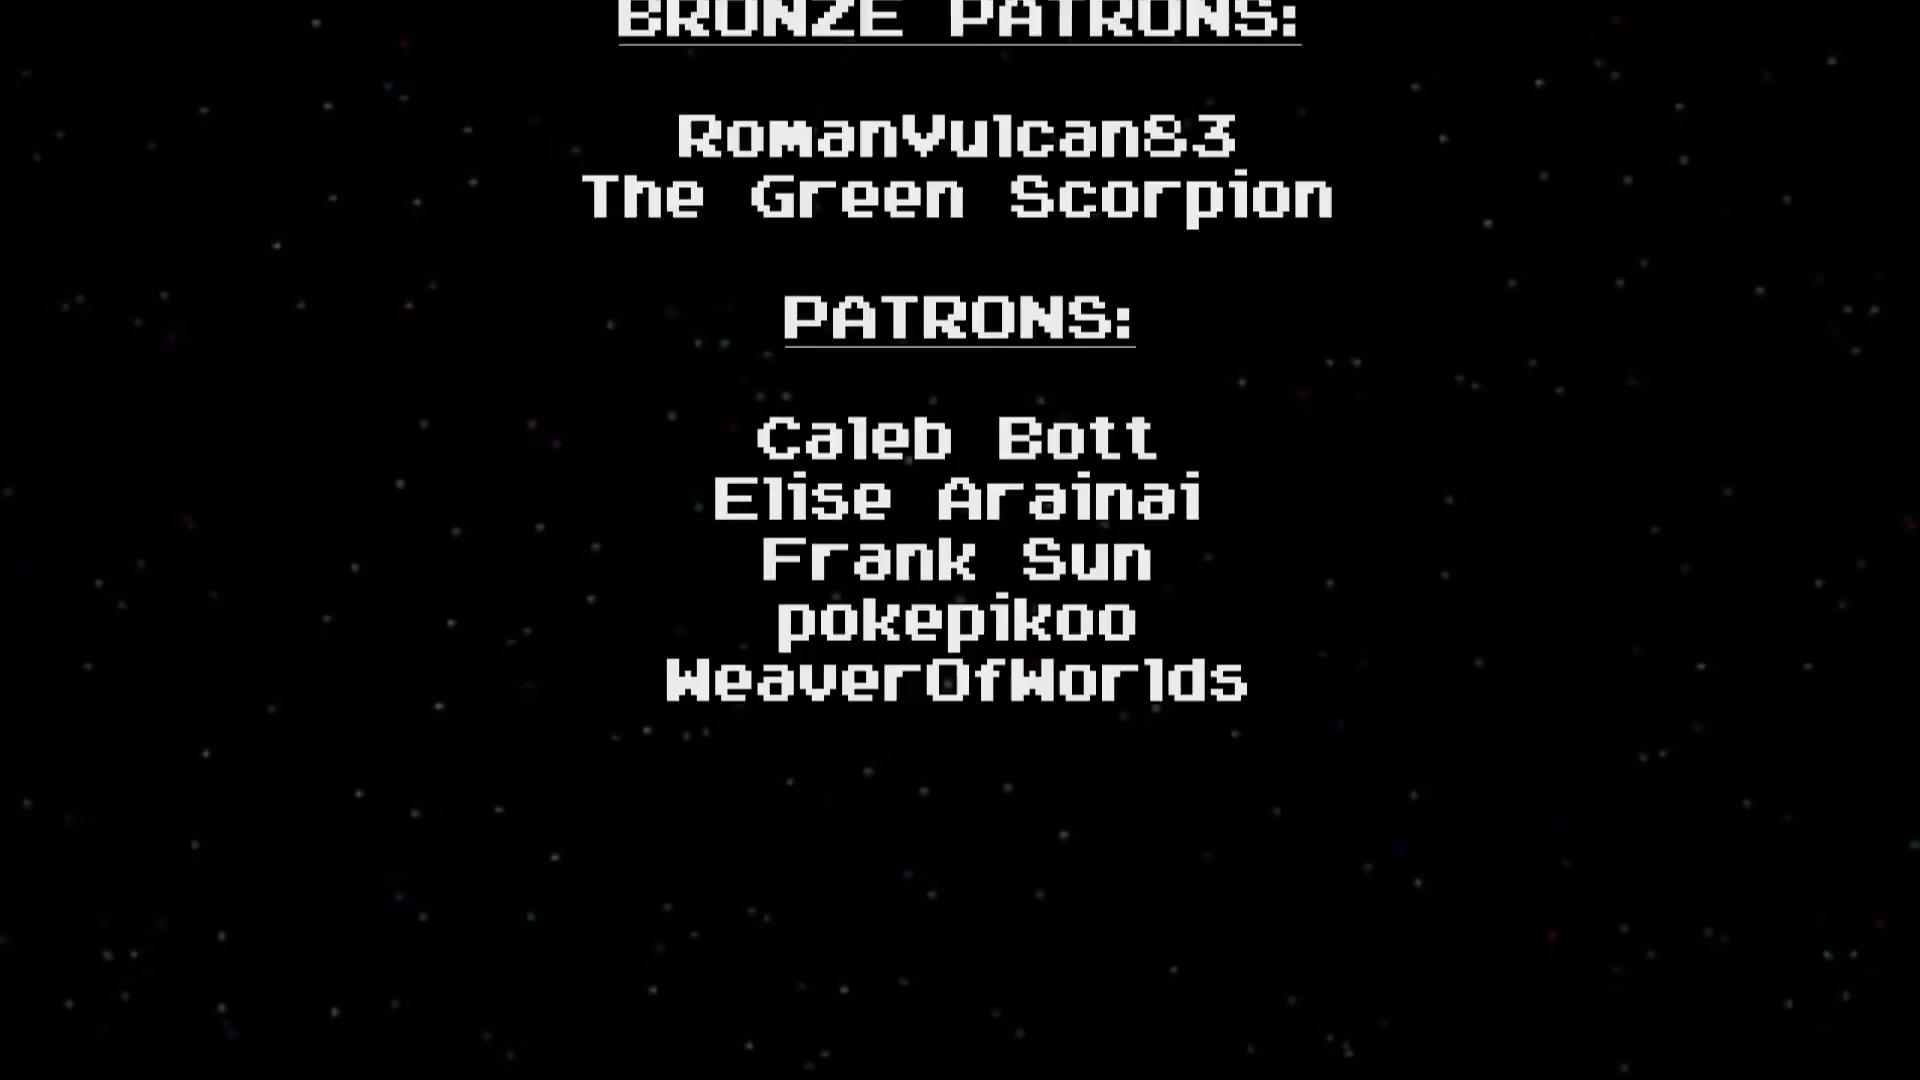 BRONZE PATRONS:
RomanVulcan83
The Green Scorpion
PATRONS:
Caleb Bott
Elise Arainai
Frank Sun
pokepikoo
WeaverOfWorlds